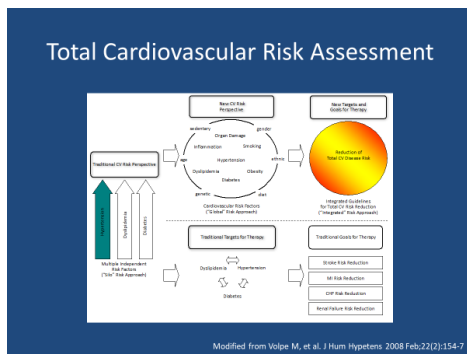 Total Cardiovascular Risk Assessment
New CV Risk
Perspective
New Targets and
Goals for Therapy
Traditional CV Risk Perspective
sedentary
gender
Organ Damage
Inflammation
Smoking
age
Hypertension
ethnic
Dyslipidemia
Obesity
Diabetes
genetic
diet
Cardiovascular Risk Factors
("Global" Risk Approach)
Reduction of
Total CV Disease Risk
Integrated Guidelines
for Total CV Risk Reduction
("Integrated" Risk Approach)
Hypertension
Dyslipidemia
Diabetes
Multiple Independent
Risk Factors
("Silo" Risk Approach)
Traditional Targets for Therapy
Dyslipidemia
Hypertension
Diabetes
Traditional Goals for Therapy
Stroke Risk Reduction
MI Risk Reduction
CHF Risk Reduction
Renal Failure Risk Reduction
Modified from Volpe M, et al. J Hum Hypetens 2008 Feb;22(2):154-7